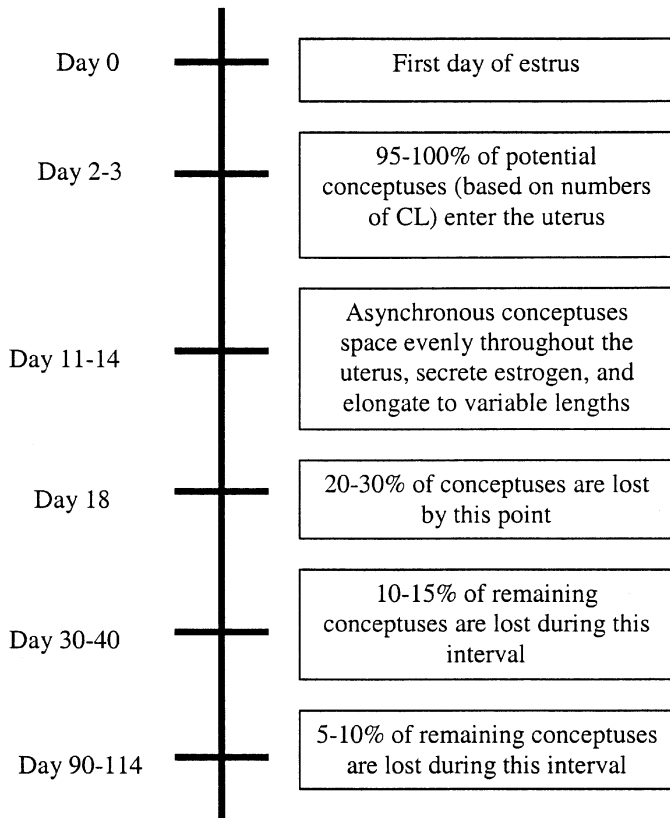 Day 0
First day of estrus
Day 2-3
95-100% of potential
conceptuses (based on numbers
of CL) enter the uterus
Day 11-14
Asynchronous conceptuses
space evenly throughout the
uterus, secrete estrogen, and
elongate to variable lengths
Day 18
20-30% of conceptuses are lost
by this point
Day 30-40
10-15% of remaining
conceptuses are lost during this
interval
Day 90-114
5-10% of remaining conceptuses
are lost during this interval